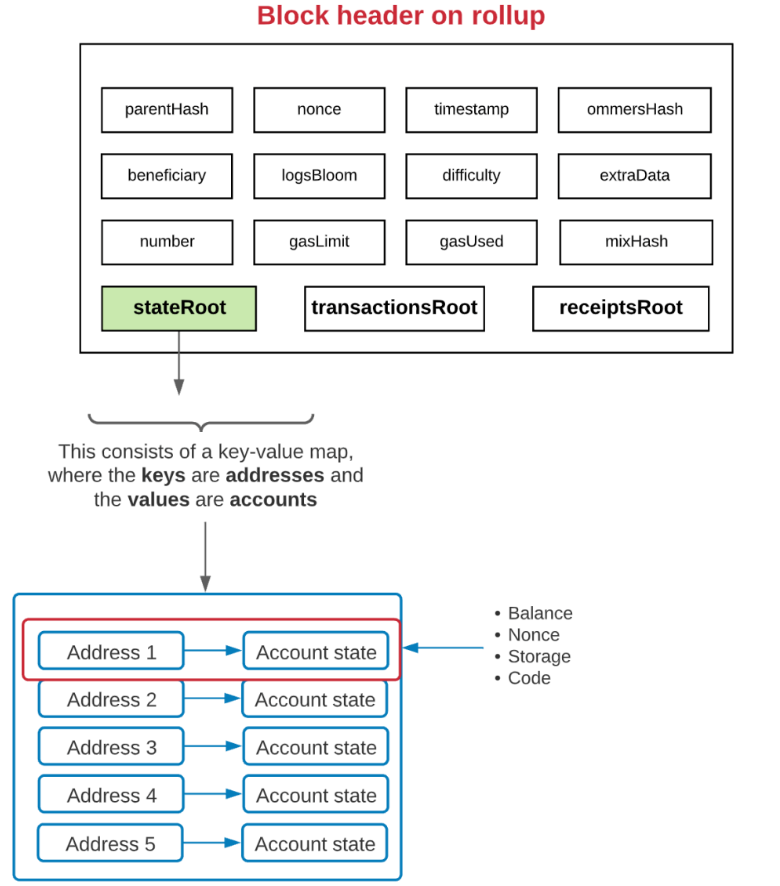 Block header on rollup
parentHash
nonce
timestamp
ommersHash
beneficiary
logsBloom
difficulty
extraData
number
gasLimit
gasUsed
mixHash
stateRoot
transactionsRoot
receiptsRoot
This consists of a key-value map,
where the keys are addresses and
the values are accounts
Address 1
Account state
• Balance
• Nonce
• Storage
• Code
Address 2
Account state
Address 3
Account state
Address 4
Account state
Address 5
Account state